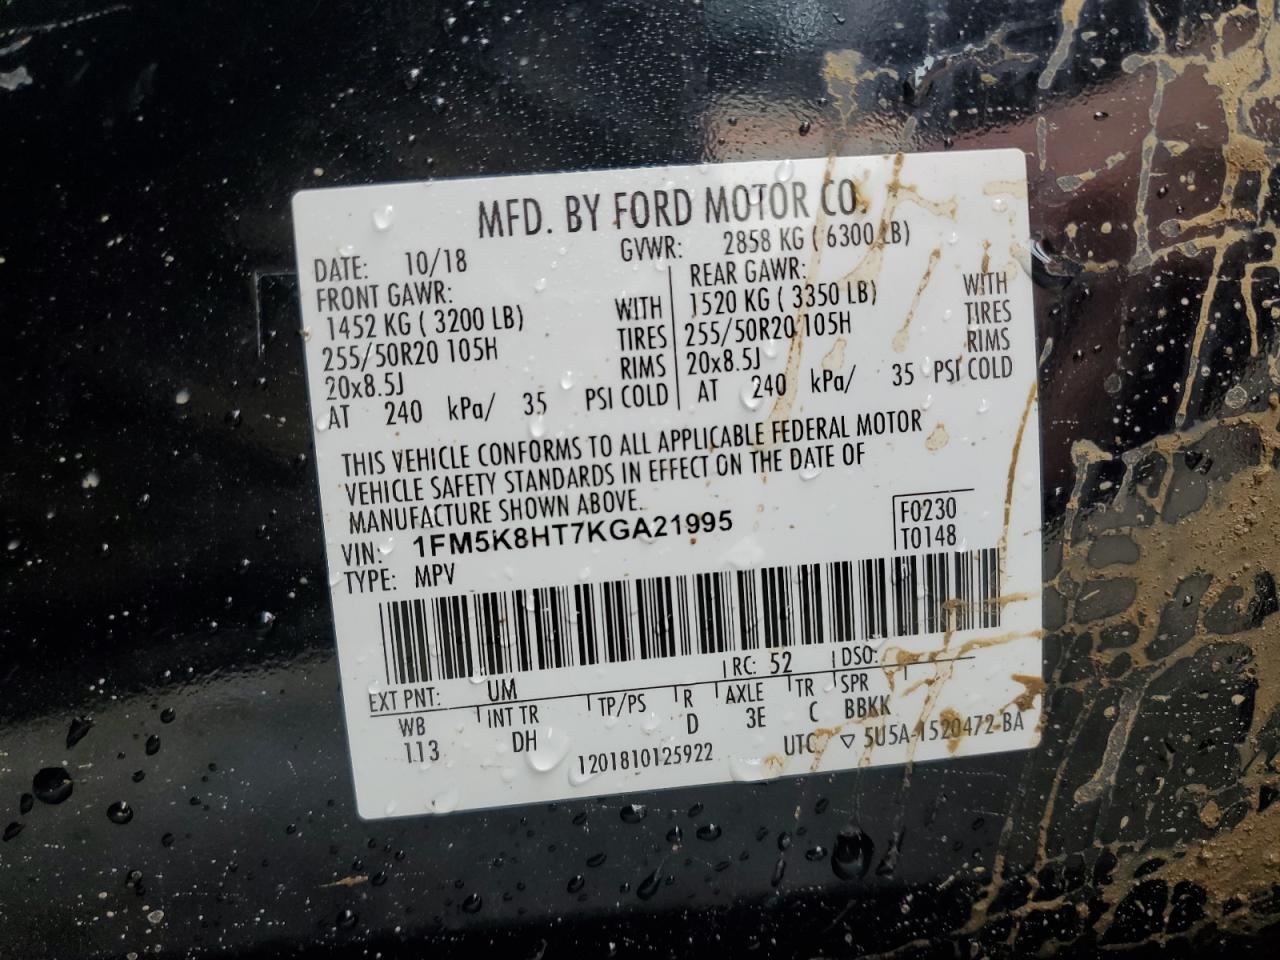 MFD. BY FORD MOTOR CO.
DATE: 10/18 GVWR: 2858 KG ( 6300 LB)
FRONT GAWR: REAR GAWR:
1452 KG ( 3200 LB) WITH 1520 KG ( 3350 LB) WITH
255/50R20 105H TIRES 255/50R20 105H TIRES
20x8.5J RIMS 20x8.5J RIMS
AT 240 kPa/ 35 PSI COLD AT 240 kPa/ 35 PSI COLD
THIS VEHICLE CONFORMS TO ALL APPLICABLE FEDERAL MOTOR
VEHICLE SAFETY STANDARDS IN EFFECT ON THE DATE OF
MANUFACTURE SHOWN ABOVE.
VIN: 1FM5K8HT7KGA21995 F0230
TYPE: MPV T0148
EXT PNT: UM RC: 52 DSO:
WB INT TR TP/PS R AXLE TR SPR
113 DH D 3E C BBKK
1201810125922 UTC ▽ 5U5A-1520472-BA